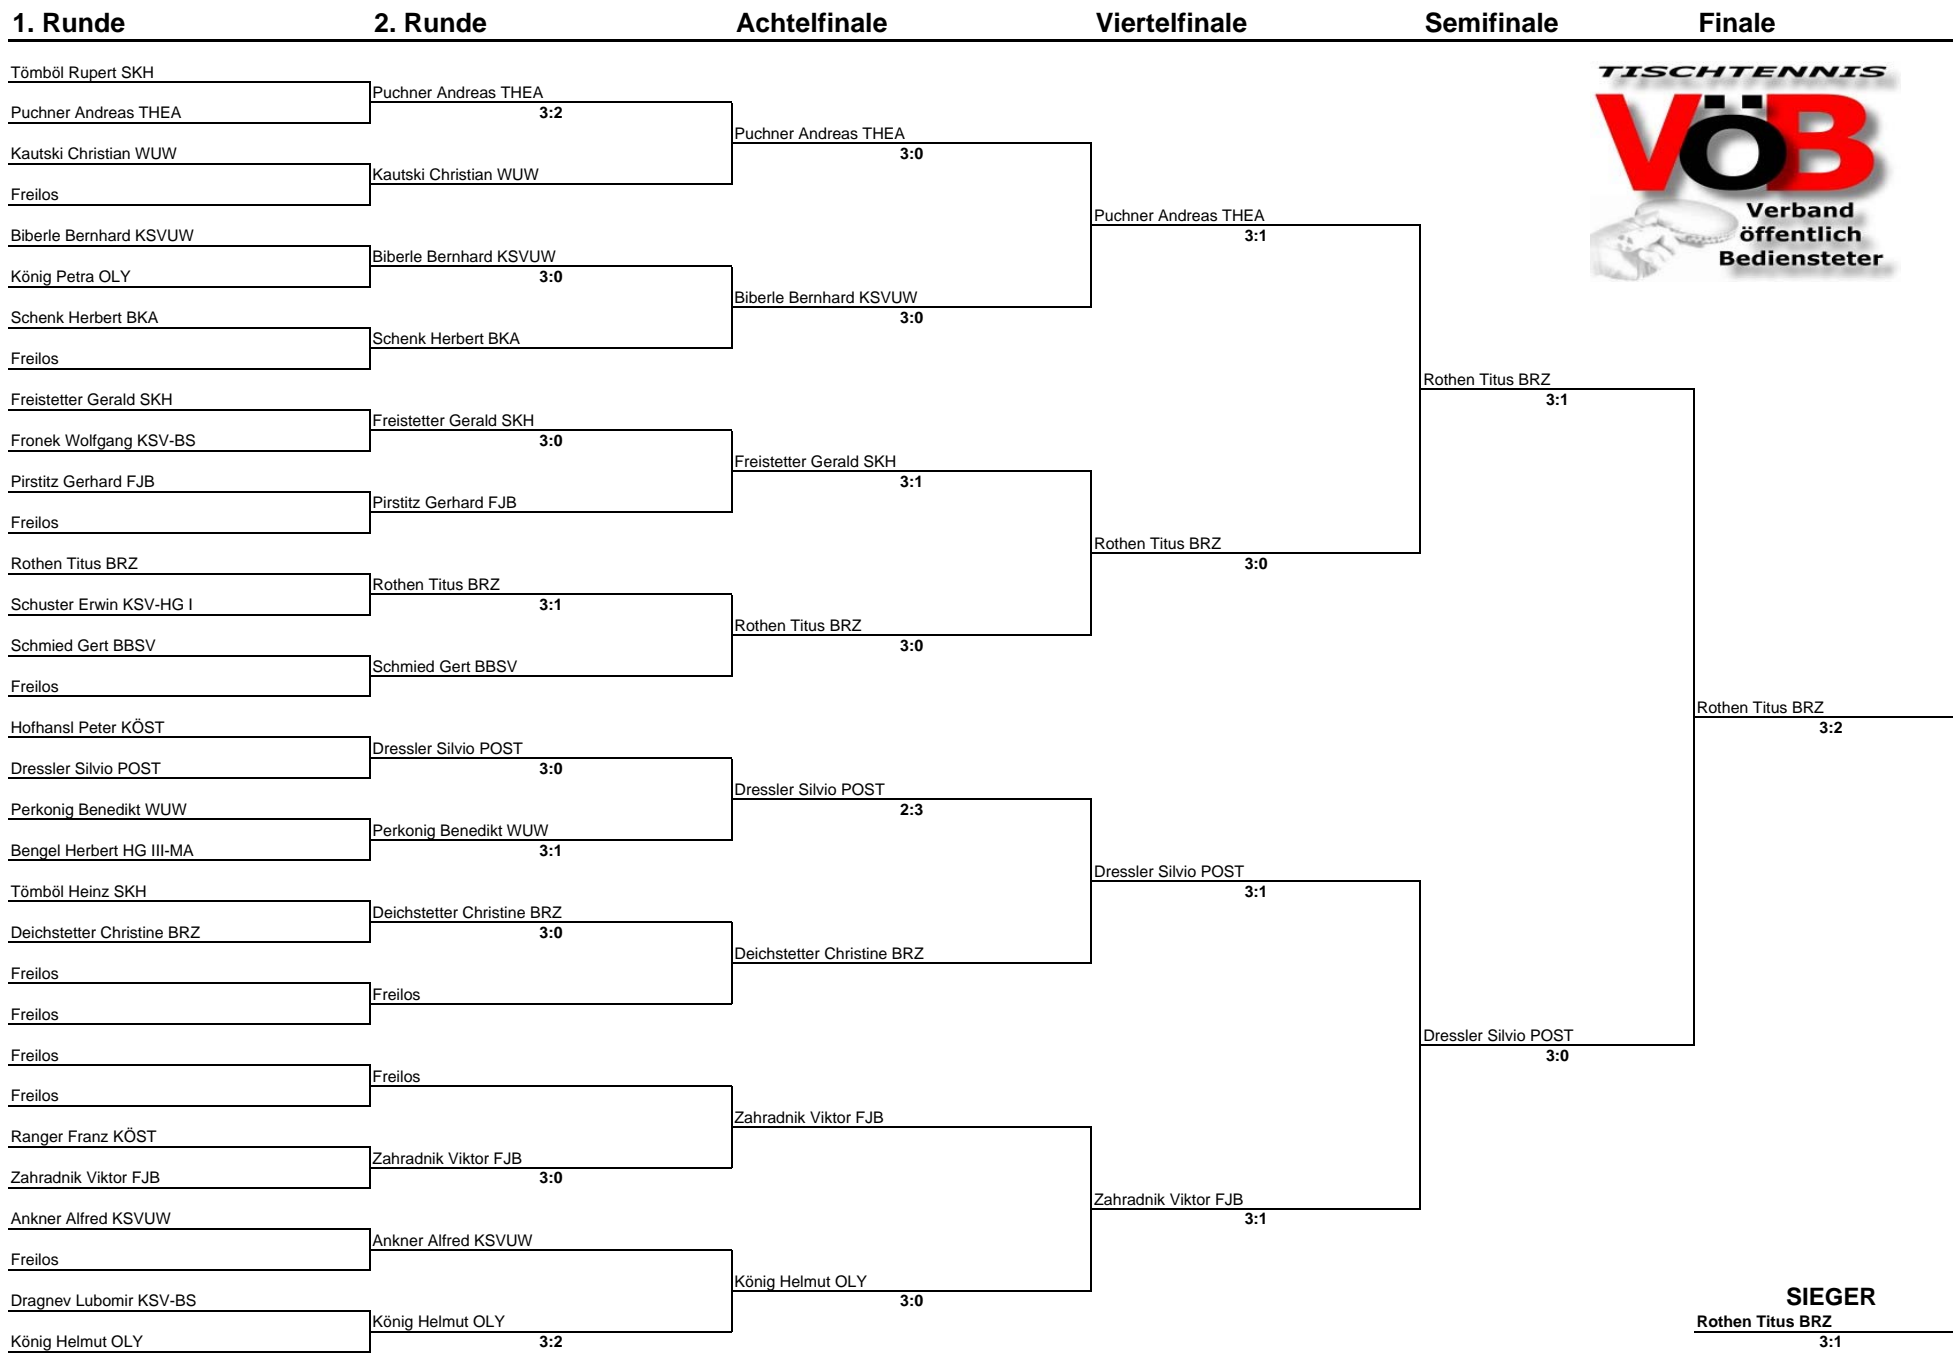 1. Runde
2. Runde
Achtelfinale
Viertelfinale
Semifinale
Finale
TISCHTENNIS
VöB
Verband
öffentlich
Bediensteter
Tömböl Rupert SKH
Puchner Andreas THEA
Kautski Christian WUW
Freilos
Biberle Bernhard KSVUW
König Petra OLY
Schenk Herbert BKA
Freilos
Freistetter Gerald SKH
Fronek Wolfgang KSV-BS
Pirstitz Gerhard FJB
Freilos
Rothen Titus BRZ
Schuster Erwin KSV-HG I
Schmied Gert BBSV
Freilos
Hofhansl Peter KÖST
Dressler Silvio POST
Perkonig Benedikt WUW
Bengel Herbert HG III-MA
Tömböl Heinz SKH
Deichstetter Christine BRZ
Freilos
Freilos
Freilos
Freilos
Ranger Franz KÖST
Zahradnik Viktor FJB
Ankner Alfred KSVUW
Freilos
Dragnev Lubomir KSV-BS
König Helmut OLY
Puchner Andreas THEA
3:2
Kautski Christian WUW
Biberle Bernhard KSVUW
3:0
Schenk Herbert BKA
Freistetter Gerald SKH
3:0
Pirstitz Gerhard FJB
Rothen Titus BRZ
3:1
Schmied Gert BBSV
Dressler Silvio POST
3:0
Perkonig Benedikt WUW
3:1
Deichstetter Christine BRZ
3:0
Freilos
Freilos
Zahradnik Viktor FJB
3:0
Ankner Alfred KSVUW
König Helmut OLY
3:2
Puchner Andreas THEA
3:0
Biberle Bernhard KSVUW
3:0
Freistetter Gerald SKH
3:1
Rothen Titus BRZ
3:0
Dressler Silvio POST
2:3
Deichstetter Christine BRZ
Zahradnik Viktor FJB
König Helmut OLY
3:0
Puchner Andreas THEA
3:1
Rothen Titus BRZ
3:0
Dressler Silvio POST
3:1
Zahradnik Viktor FJB
3:1
Rothen Titus BRZ
3:1
Dressler Silvio POST
3:0
Rothen Titus BRZ
3:2
SIEGER
Rothen Titus BRZ
3:1